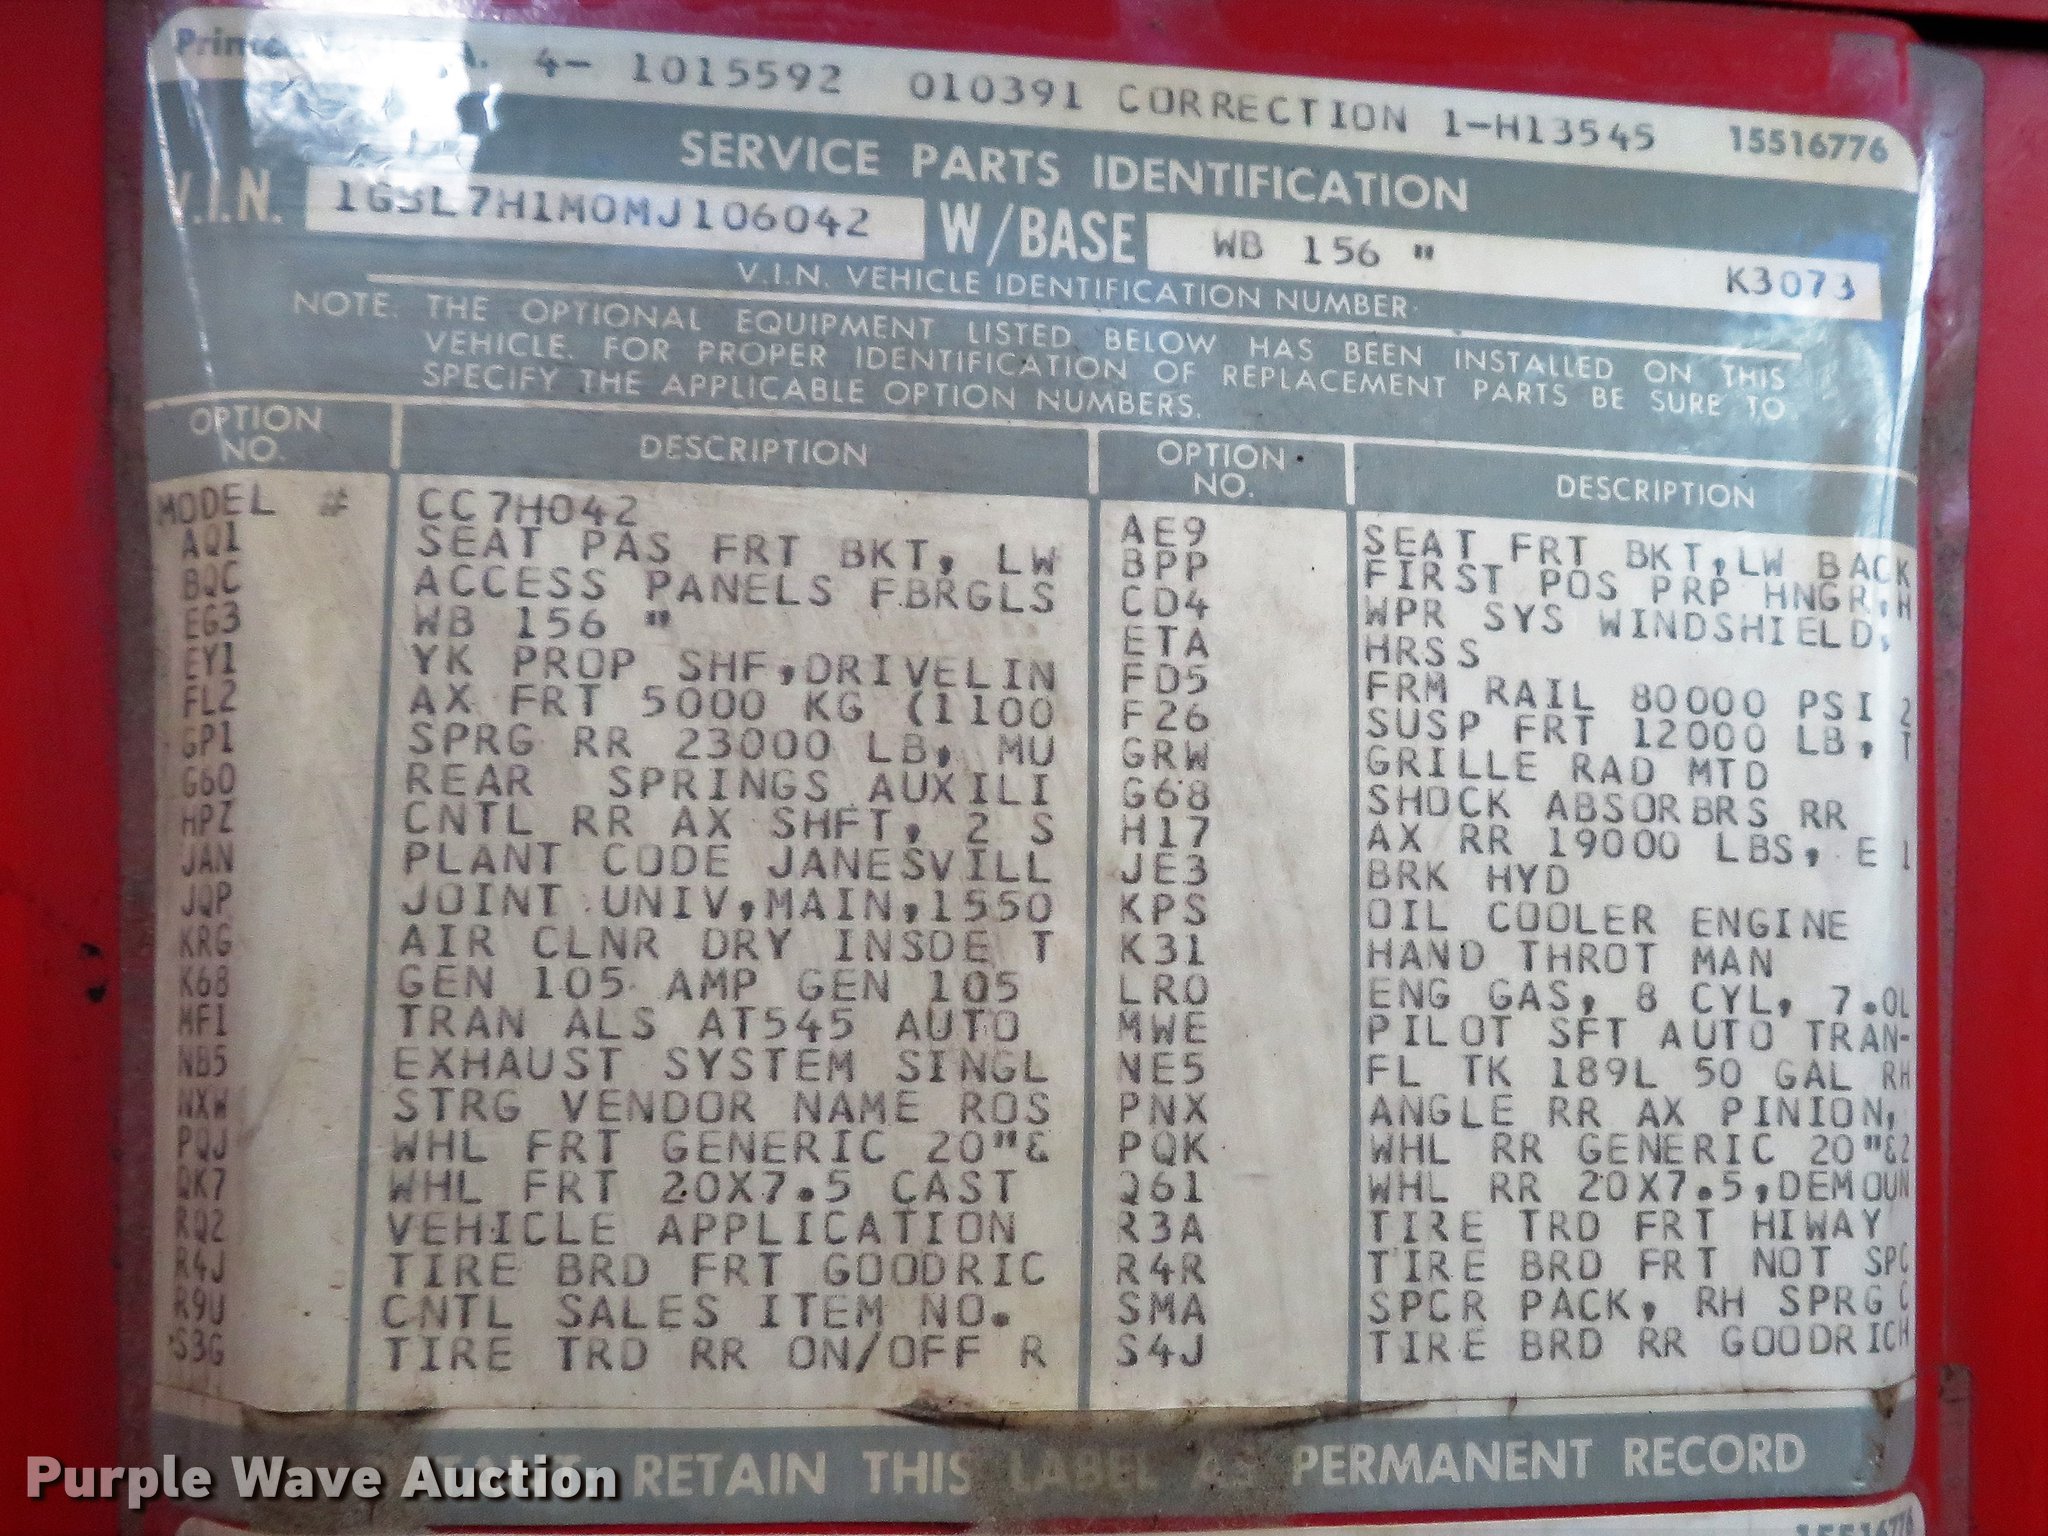 4- 1015592 010391 CORRECTION 1-H13545 15516776
SERVICE PARTS IDENTIFICATION
V.I.N. 1GBL7H1M0MJ106042 W/BASE WB 156 " K3073
V.I.N. VEHICLE IDENTIFICATION NUMBER
NOTE: THE OPTIONAL EQUIPMENT LISTED BELOW HAS BEEN INSTALLED ON THIS
VEHICLE. FOR PROPER IDENTIFICATION OF REPLACEMENT PARTS BE SURE TO
SPECIFY THE APPLICABLE OPTION NUMBERS.
OPTION NO. DESCRIPTION OPTION NO. DESCRIPTION
MODEL # CC7H042
AQ1 SEAT PAS FRT BKT, LW AE9 SEAT FRT BKT,LW BACK
BQC ACCESS PANELS FBRGLS BPP FIRST POS PRP HNGR,H
EG3 WB 156 " CD4 WPR SYS WINDSHIELD,
EY1 YK PROP SHF,DRIVELIN ETA HRSS
FL2 AX FRT 5000 KG (1100 FD5 FRM RAIL 80000 PSI 2
GP1 SPRG RR 23000 LB, MU F26 SUSP FRT 12000 LB, T
G60 REAR SPRINGS AUXILI GRW GRILLE RAD MTD
HPZ CNTL RR AX SHFT, 2 S G68 SHOCK ABSORBRS RR
JAN PLANT CODE JANESVILL H17 AX RR 19000 LBS, E 1
JQP JOINT UNIV,MAIN,1550 JE3 BRK HYD
KRG AIR CLNR DRY INSDE T KPS OIL COOLER ENGINE
K68 GEN 105 AMP GEN 105 K31 HAND THROT MAN
MF1 TRAN ALS AT545 AUTO LRO ENG GAS, 8 CYL, 7.0L
NB5 EXHAUST SYSTEM SINGL MWE PILOT SFT AUTO TRAN-
NXW STRG VENDOR NAME ROS NE5 FL TK 189L 50 GAL RH
PQJ WHL FRT GENERIC 20"& PNX ANGLE RR AX PINION,
QK7 WHL FRT 20X7.5 CAST PQK WHL RR GENERIC 20"&2
RQ2 VEHICLE APPLICATION Q61 WHL RR 20X7.5,DEMOUN
R4J TIRE BRD FRT GOODRIC R3A TIRE TRD FRT HIWAY
R9U CNTL SALES ITEM NO. R4R TIRE BRD FRT NOT SPC
S3G TIRE TRD RR ON/OFF R SMA SPCR PACK, RH SPRG C
S4J TIRE BRD RR GOODRICH
RETAIN THIS LABEL AS PERMANENT RECORD
Purple Wave Auction
15516776